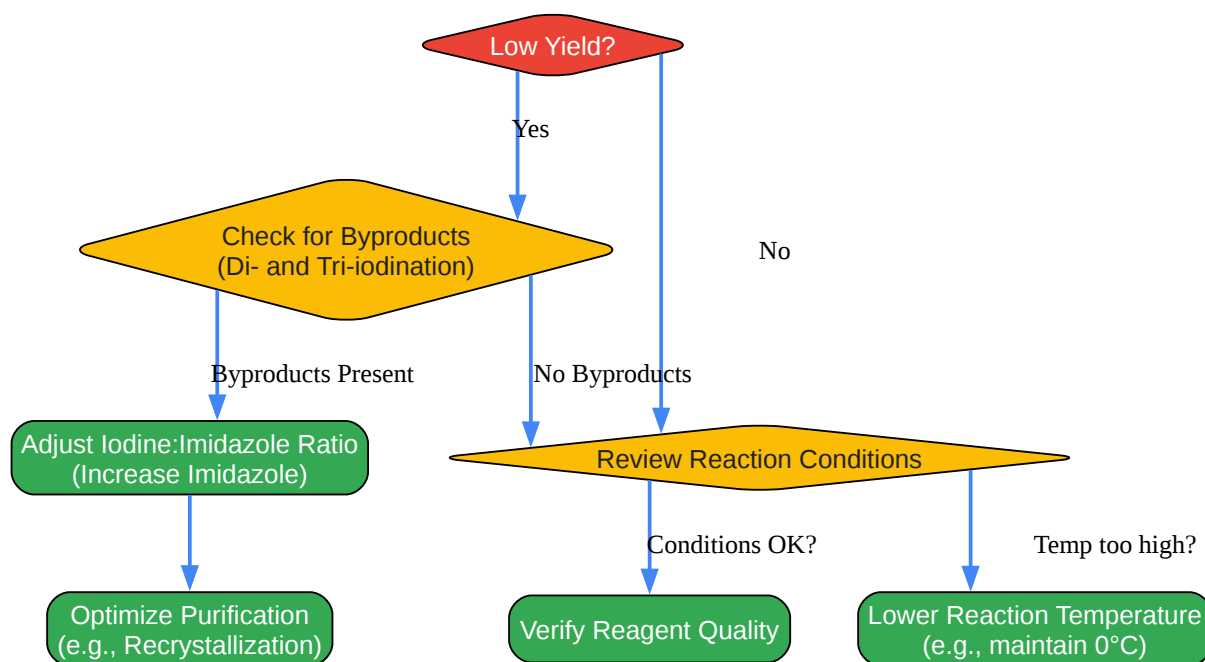 Low Yield?
Yes
Check for Byproducts
(Di- and Tri-iodination)
No
Byproducts Present
No Byproducts
Adjust Iodine:Imidazole Ratio
(Increase Imidazole)
Review Reaction Conditions
Conditions OK?
Temp too high?
Optimize Purification
(e.g., Recrystallization)
Verify Reagent Quality
Lower Reaction Temperature
(e.g., maintain 0°C)